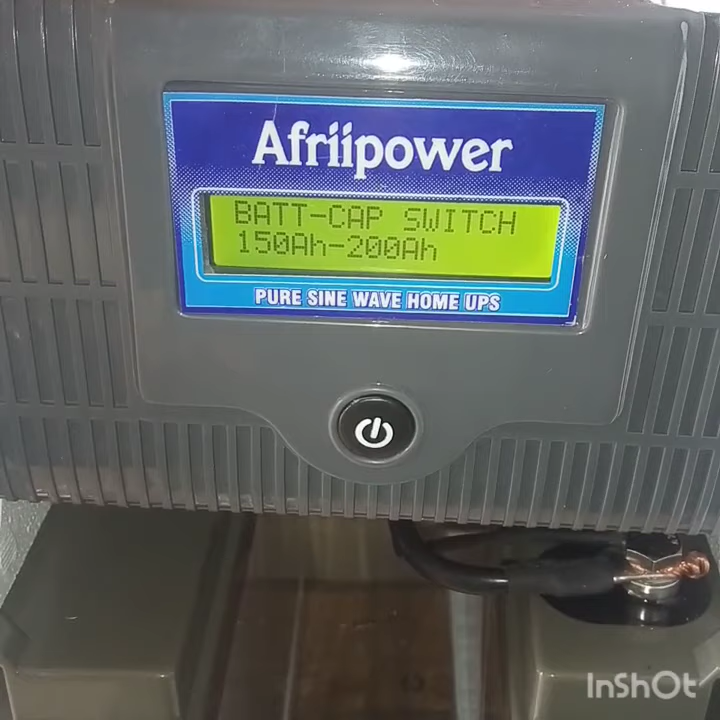 Afriipower
BATT-CAP SWITCH
150Ah-200Ah
PURE SINE WAVE HOME UPS
InShOt